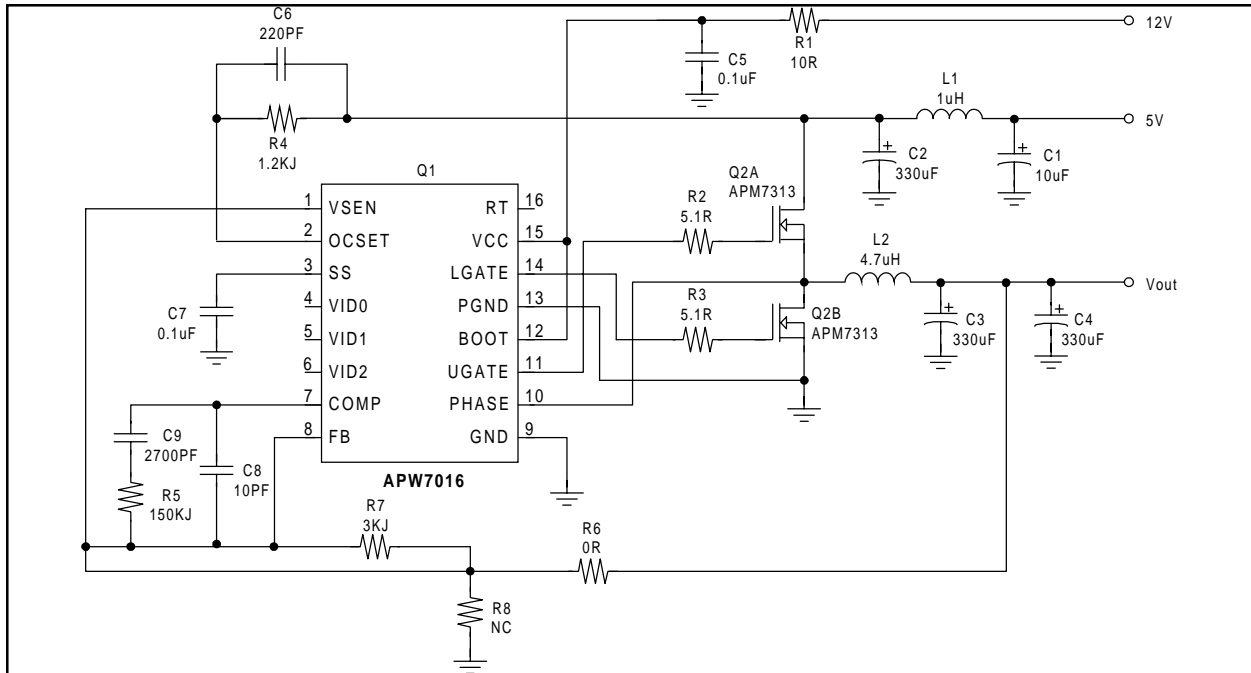 C6
220PF
R1
10R
12V
C5
0.1uF
L1
1uH
5V
R4
1.2KJ
C2
330uF
C1
10uF
Q1
Q2A
APM7313
R2
5.1R
1 VSEN
RT 16
2 OCSET
VCC 15
3 SS
LGATE 14
4 VID0
PGND 13
5 VID1
BOOT 12
6 VID2
UGATE 11
7 COMP
PHASE 10
8 FB
GND 9
APW7016
L2
4.7uH
Vout
R3
5.1R
Q2B
APM7313
C3
330uF
C4
330uF
C7
0.1uF
C9
2700PF
C8
10PF
R5
150KJ
R7
3KJ
R6
0R
R8
NC
+
+
+
+